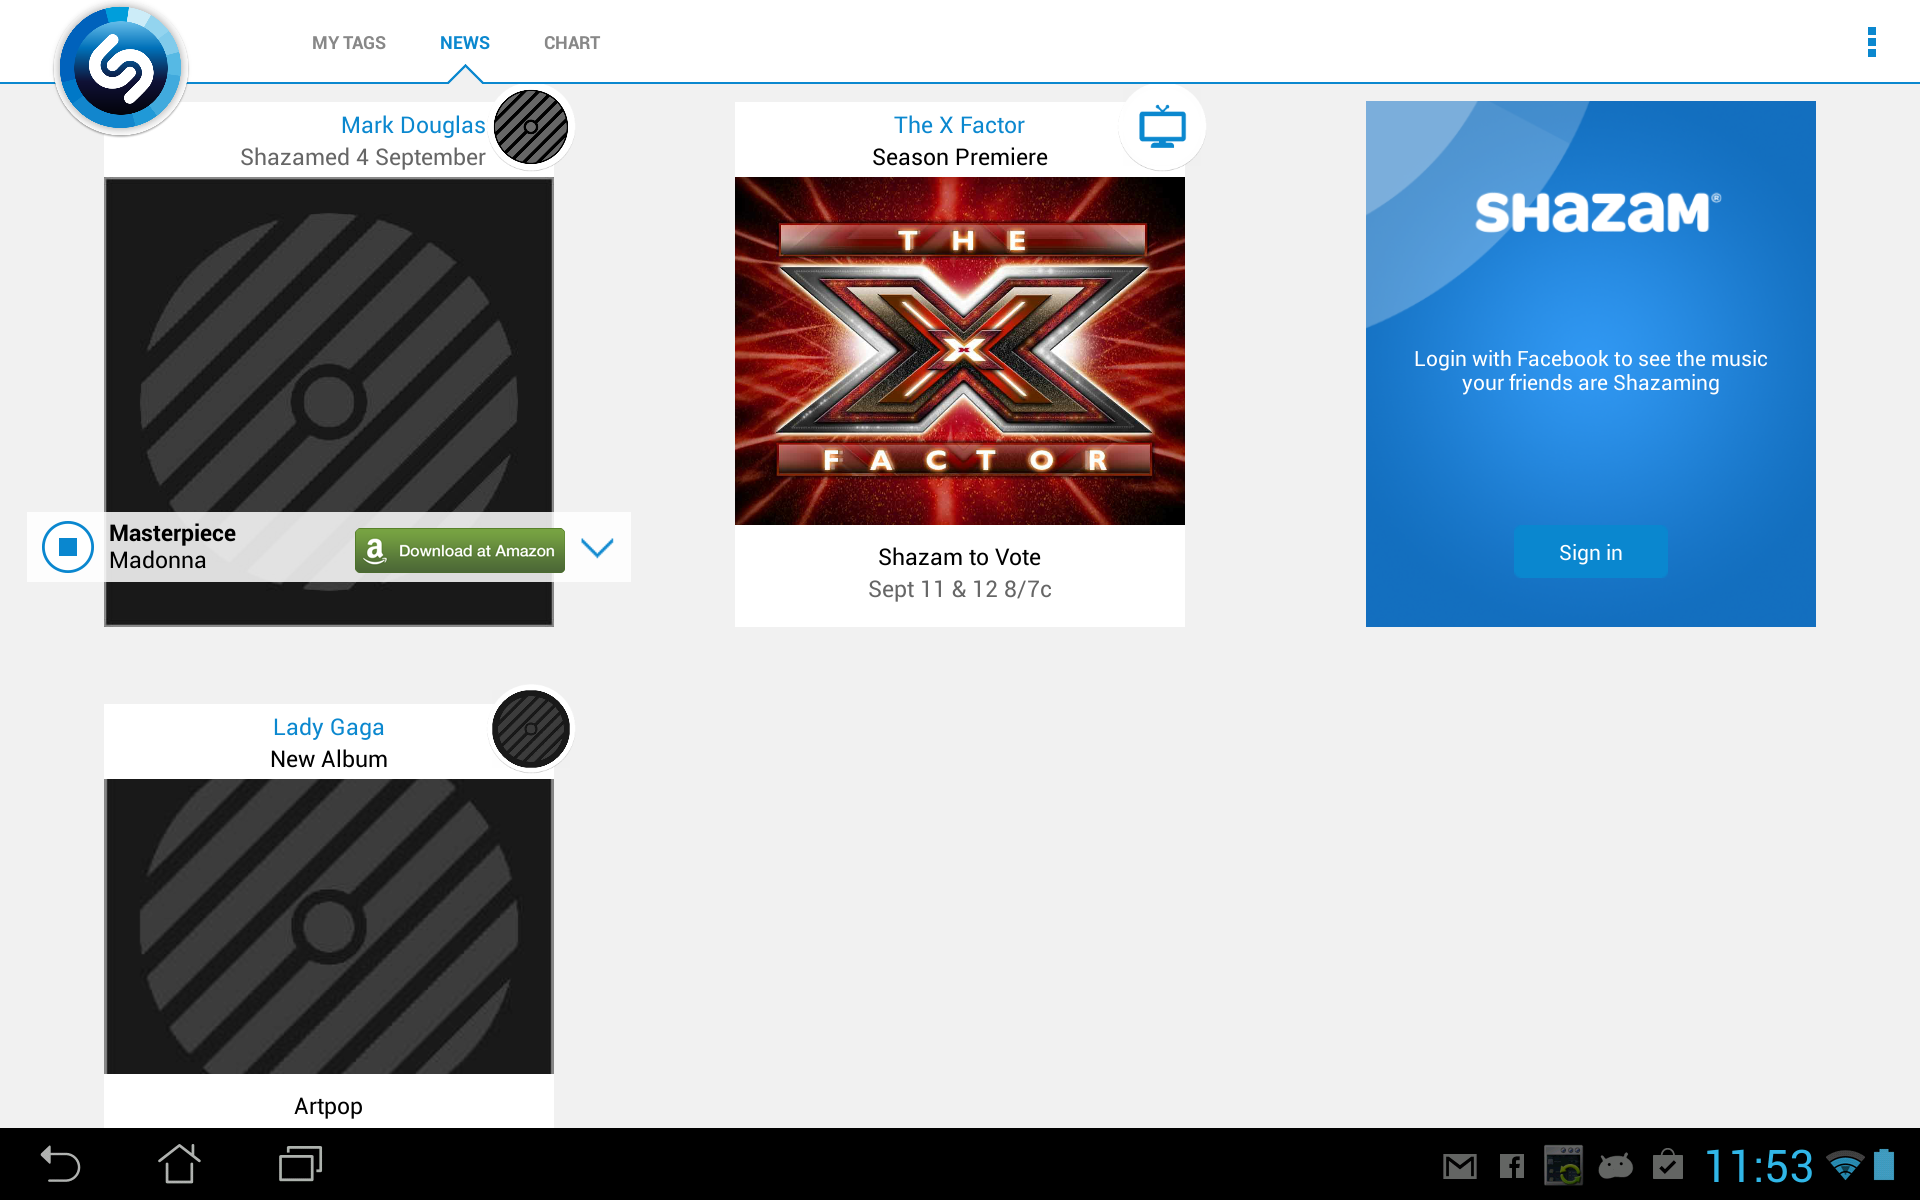 MY TAGS
NEWS
CHART
Mark Douglas
Shazamed 4 September
Masterpiece
Madonna
a Download at Amazon
The X Factor
Season Premiere
THE
X
FACTOR
Shazam to Vote
Sept 11 & 12 8/7c
SHAZAM®
Login with Facebook to see the music
your friends are Shazaming
Sign in
Lady Gaga
New Album
Artpop
11:53